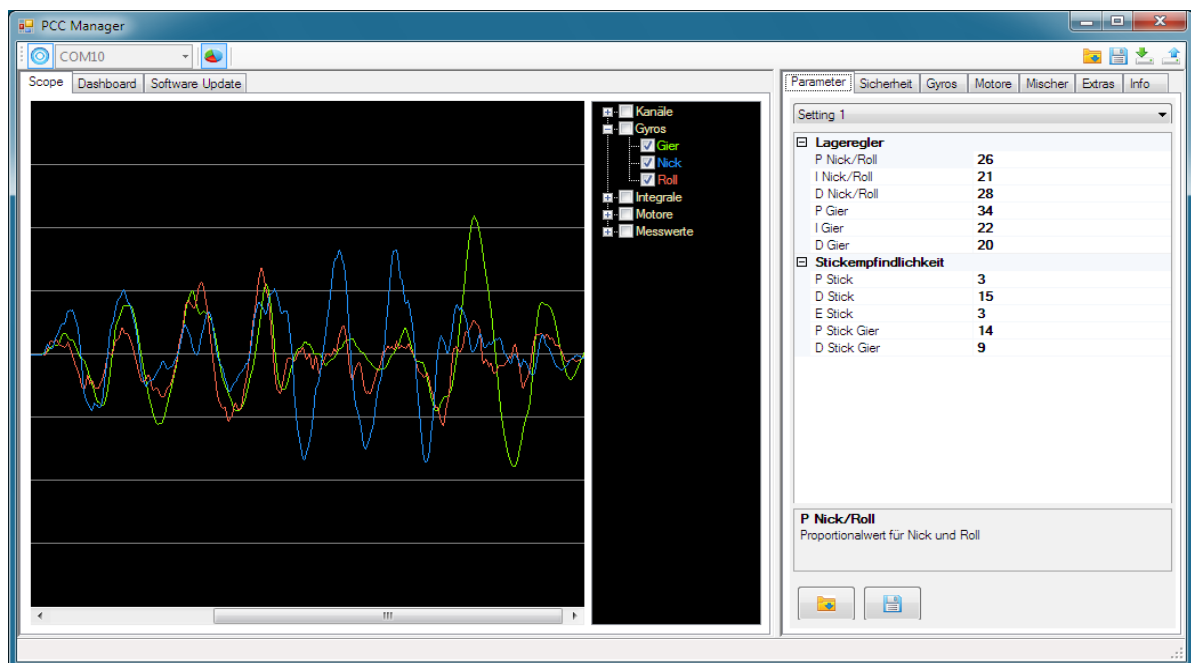 PCC Manager
COM10
Scope Dashboard Software Update
Parameter Sicherheit Gyros Motore Mischer Extras Info
Kanäle
Gyros
Gier
Nick
Roll
Integrale
Motore
Messwerte
Setting 1
Lageregler
P Nick/Roll 26
I Nick/Roll 21
D Nick/Roll 28
P Gier 34
I Gier 22
D Gier 20
Stickempfindlichkeit
P Stick 3
D Stick 15
E Stick 3
P Stick Gier 14
D Stick Gier 9
P Nick/Roll
Proportionalwert für Nick und Roll